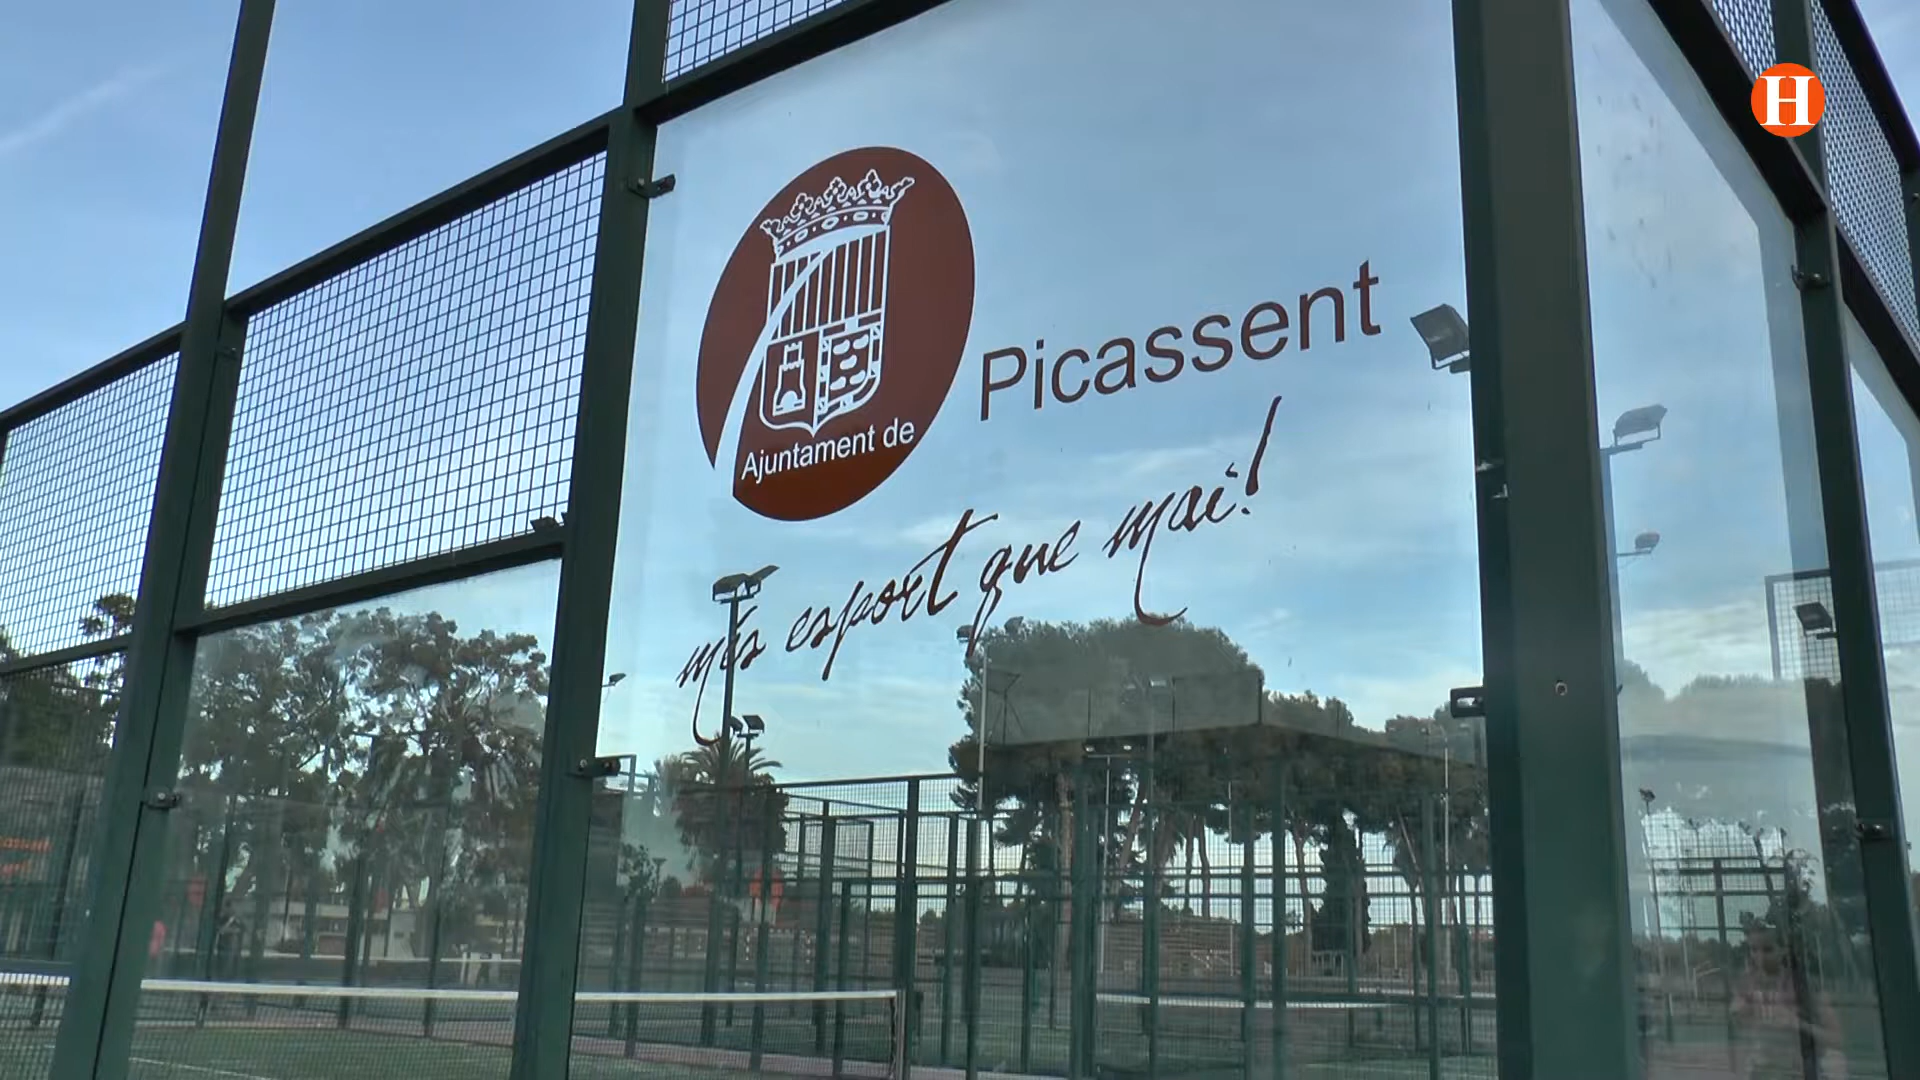 H
Ajuntament de
Picassent
més esport que mai!